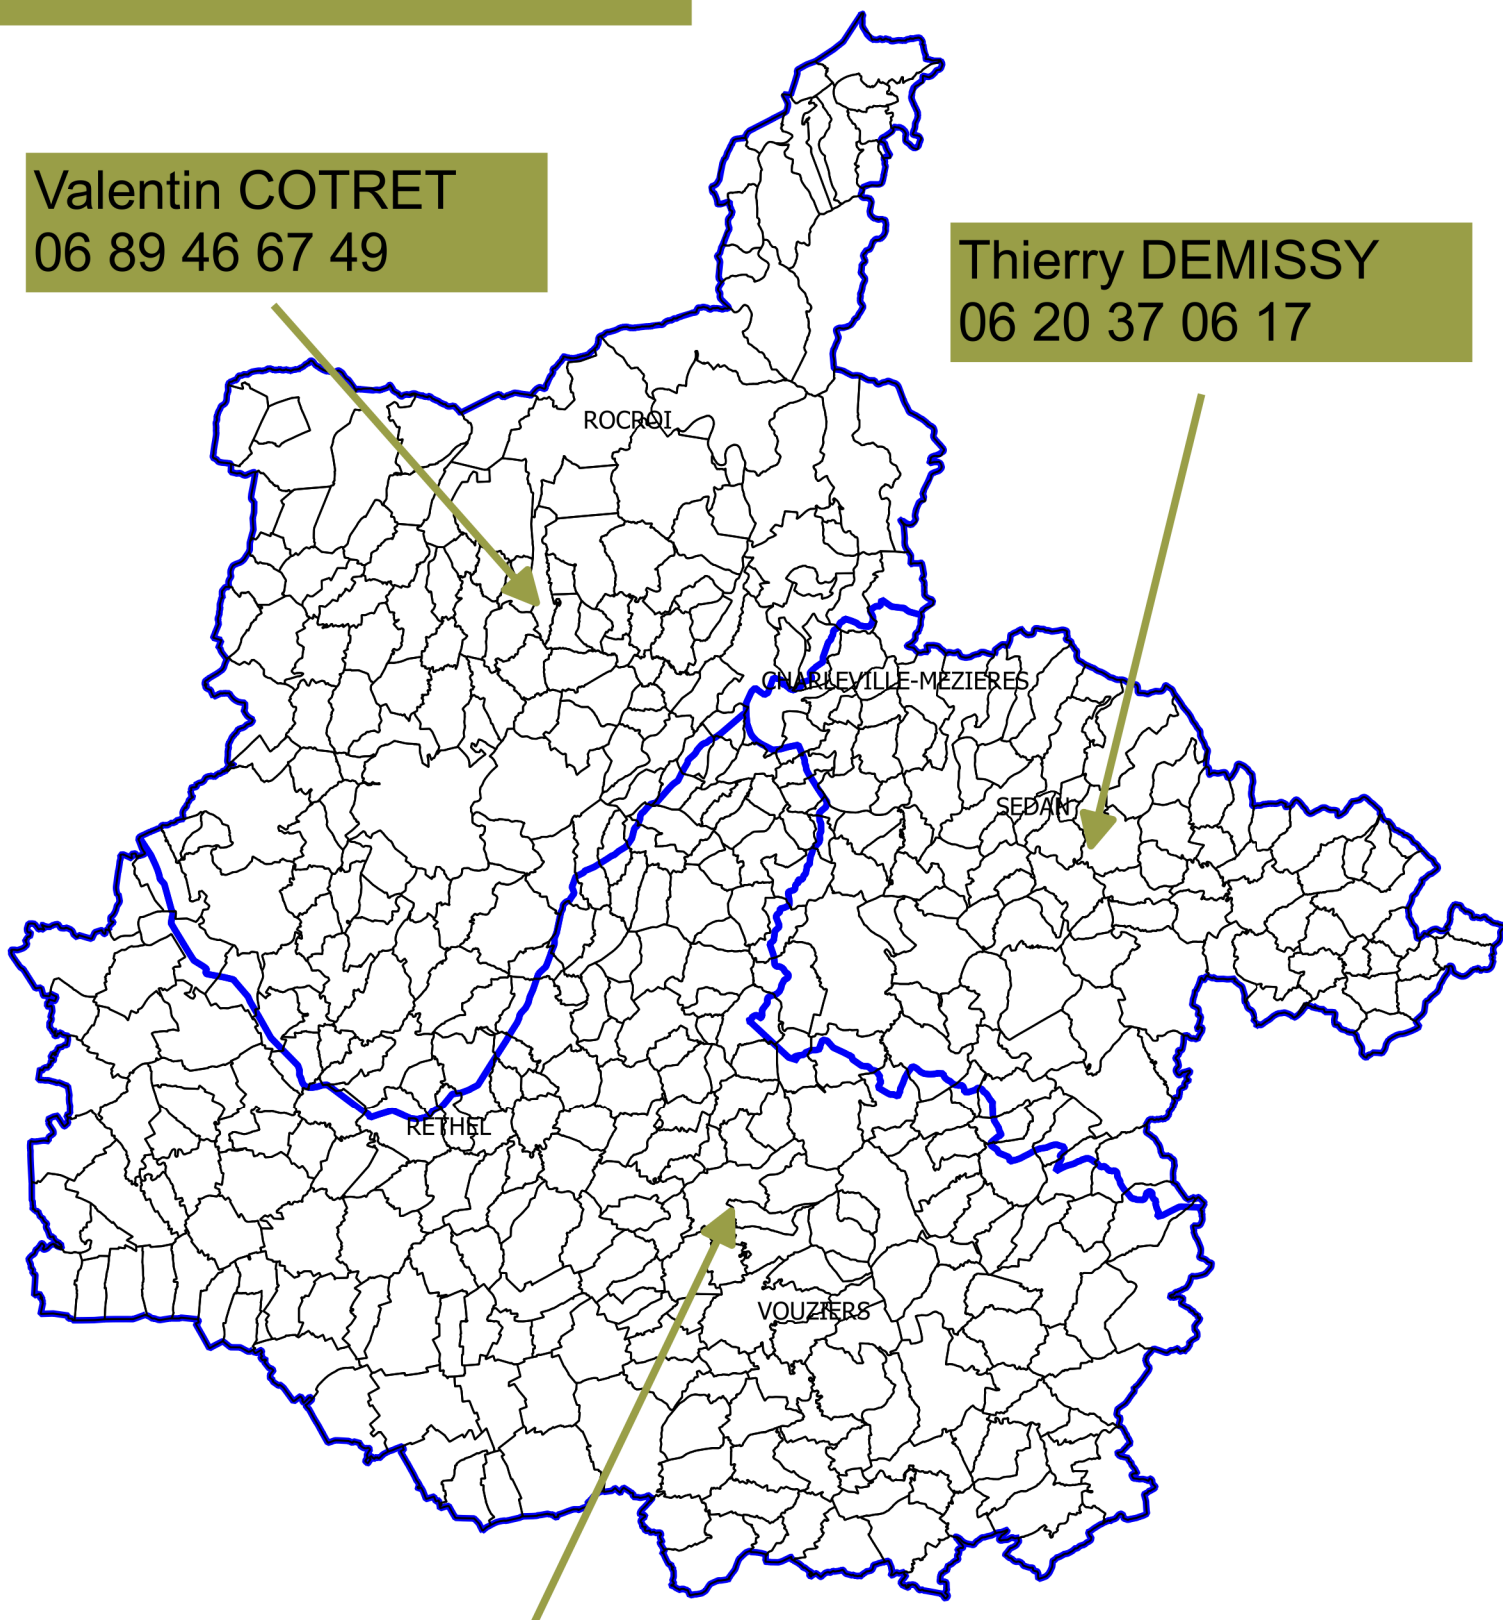 Valentin COTRET
06 89 46 67 49
Thierry DEMISSY
06 20 37 06 17
ROCROI
CHARLEVILLE-MEZIERES
SEDAN
RETHEL
VOUZIERS